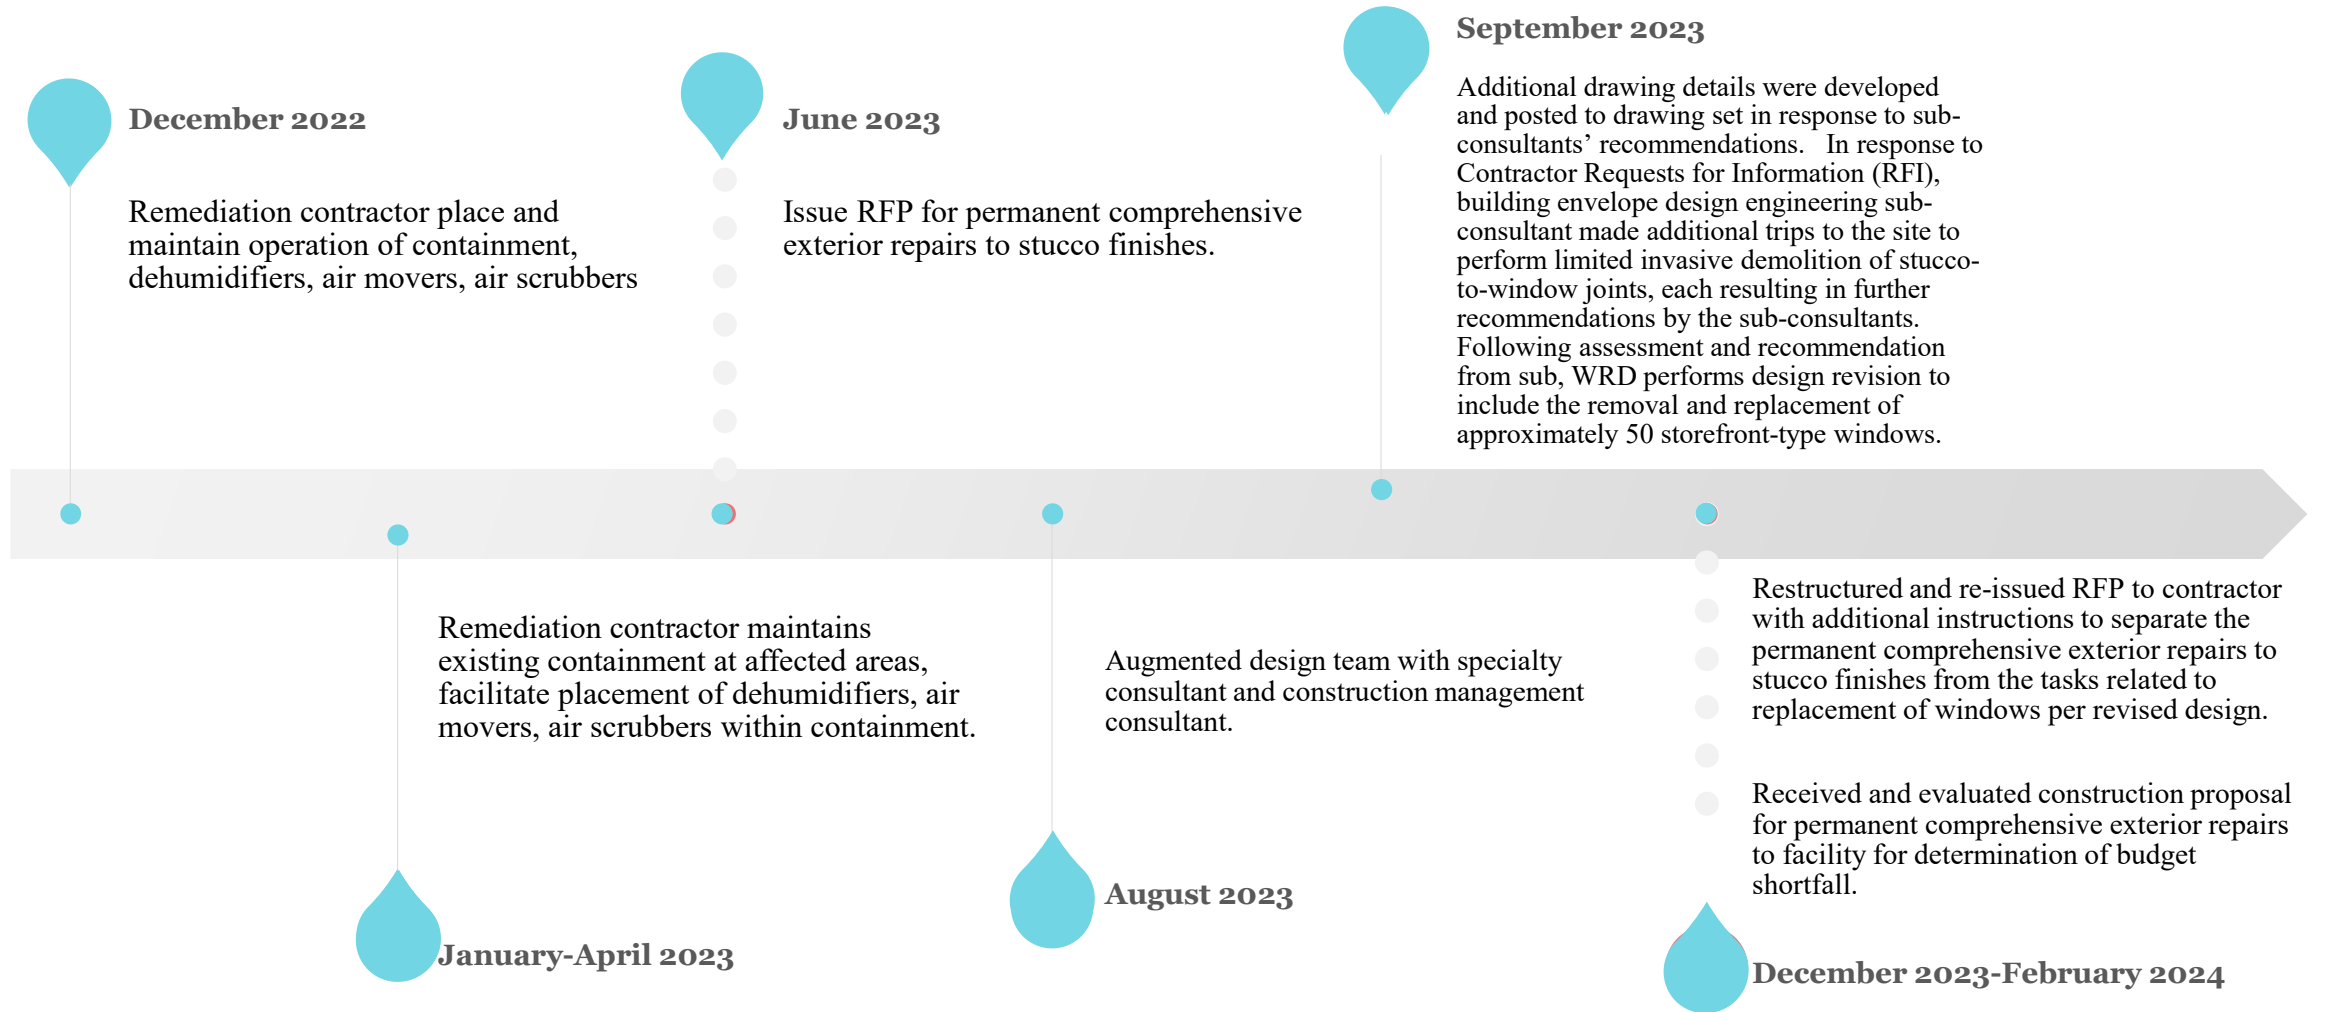 December 2022
Remediation contractor place and
maintain operation of containment,
dehumidifiers, air movers, air scrubbers
January-April 2023
Remediation contractor maintains
existing containment at affected areas,
facilitate placement of dehumidifiers, air
movers, air scrubbers within containment.
June 2023
Issue RFP for permanent comprehensive
exterior repairs to stucco finishes.
August 2023
Augmented design team with specialty
consultant and construction management
consultant.
September 2023
Additional drawing details were developed
and posted to drawing set in response to sub-
consultants’ recommendations.   In response to
Contractor Requests for Information (RFI),
building envelope design engineering sub-
consultant made additional trips to the site to
perform limited invasive demolition of stucco-
to-window joints, each resulting in further
recommendations by the sub-consultants.
Following assessment and recommendation
from sub, WRD performs design revision to
include the removal and replacement of
approximately 50 storefront-type windows.
December 2023-February 2024
Restructured and re-issued RFP to contractor
with additional instructions to separate the
permanent comprehensive exterior repairs to
stucco finishes from the tasks related to
replacement of windows per revised design.
Received and evaluated construction proposal
for permanent comprehensive exterior repairs
to facility for determination of budget
shortfall.